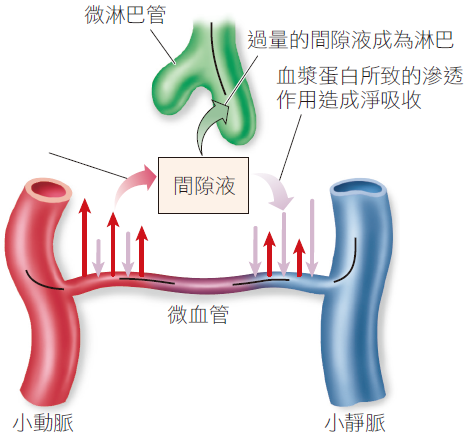 微淋巴管
過量的間隙液成為淋巴
血漿蛋白所致的滲透
作用造成淨吸收
間隙液
微血管
小動脈
小靜脈